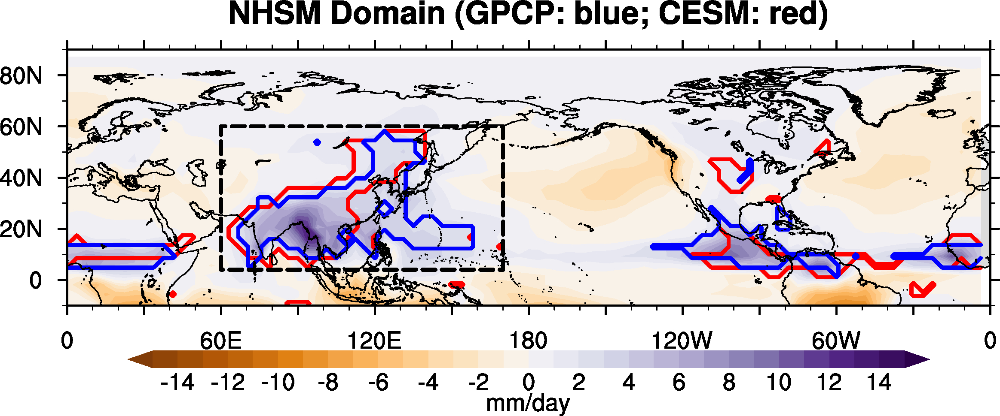 NHSM Domain (GPCP: blue; CESM: red)
80N
60N
40N
20N
0
0 60E 120E 180 120W 60W 0
-14 -12 -10 -8 -6 -4 -2 0 2 4 6 8 10 12 14
mm/day